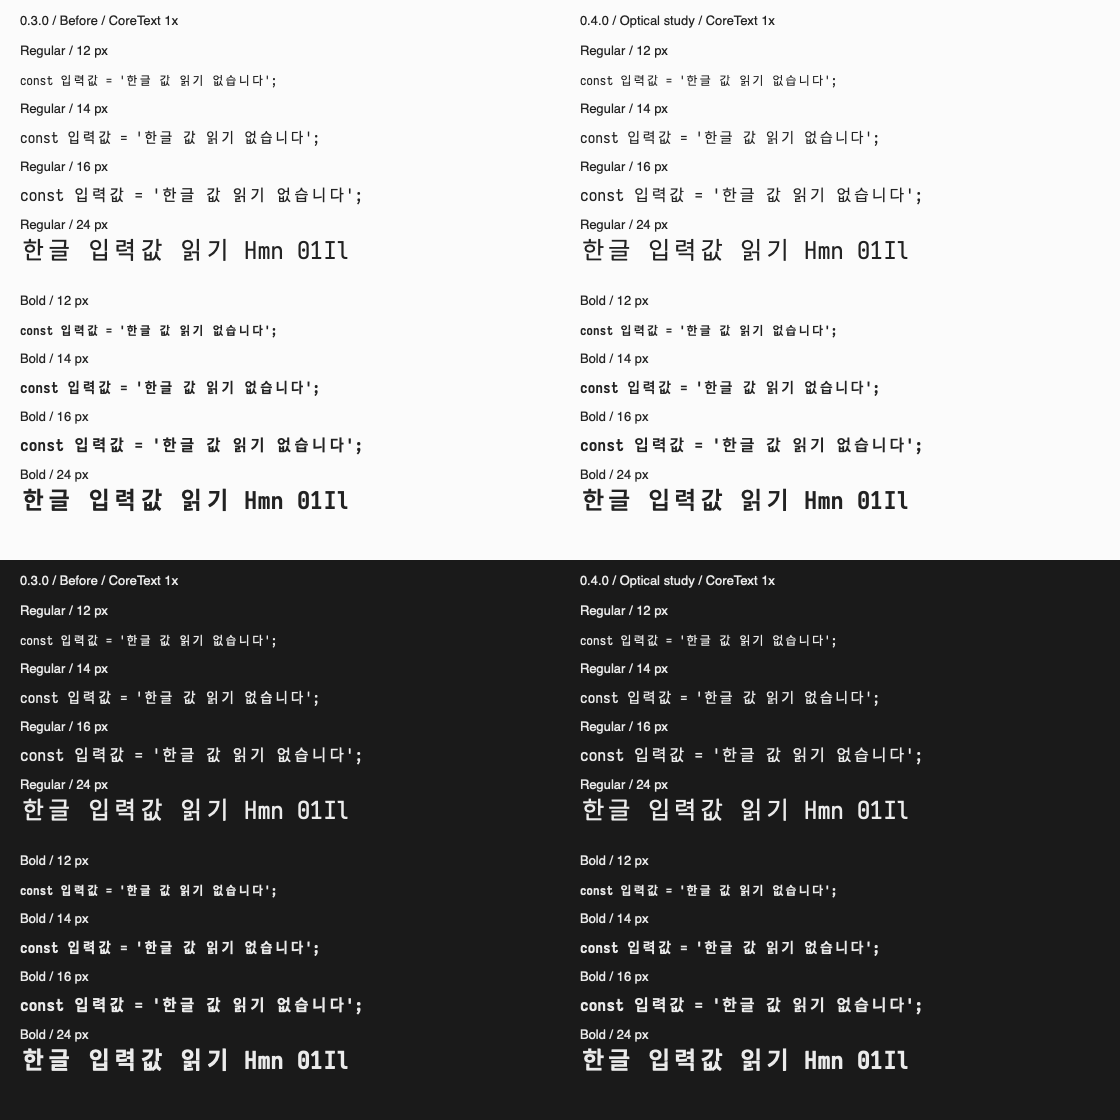 0.3.0 / Before / CoreText 1x
Regular / 12 px
const 입력값 = '한글 값 읽기 없습니다';
Regular / 14 px
const 입력값 = '한글 값 읽기 없습니다';
Regular / 16 px
const 입력값 = '한글 값 읽기 없습니다';
Regular / 24 px
한글 입력값 읽기 Hmn 01Il
Bold / 12 px
const 입력값 = '한글 값 읽기 없습니다';
Bold / 14 px
const 입력값 = '한글 값 읽기 없습니다';
Bold / 16 px
const 입력값 = '한글 값 읽기 없습니다';
Bold / 24 px
한글 입력값 읽기 Hmn 01Il
0.4.0 / Optical study / CoreText 1x
Regular / 12 px
const 입력값 = '한글 값 읽기 없습니다';
Regular / 14 px
const 입력값 = '한글 값 읽기 없습니다';
Regular / 16 px
const 입력값 = '한글 값 읽기 없습니다';
Regular / 24 px
한글 입력값 읽기 Hmn 01Il
Bold / 12 px
const 입력값 = '한글 값 읽기 없습니다';
Bold / 14 px
const 입력값 = '한글 값 읽기 없습니다';
Bold / 16 px
const 입력값 = '한글 값 읽기 없습니다';
Bold / 24 px
한글 입력값 읽기 Hmn 01Il
0.3.0 / Before / CoreText 1x
Regular / 12 px
const 입력값 = '한글 값 읽기 없습니다';
Regular / 14 px
const 입력값 = '한글 값 읽기 없습니다';
Regular / 16 px
const 입력값 = '한글 값 읽기 없습니다';
Regular / 24 px
한글 입력값 읽기 Hmn 01Il
Bold / 12 px
const 입력값 = '한글 값 읽기 없습니다';
Bold / 14 px
const 입력값 = '한글 값 읽기 없습니다';
Bold / 16 px
const 입력값 = '한글 값 읽기 없습니다';
Bold / 24 px
한글 입력값 읽기 Hmn 01Il
0.4.0 / Optical study / CoreText 1x
Regular / 12 px
const 입력값 = '한글 값 읽기 없습니다';
Regular / 14 px
const 입력값 = '한글 값 읽기 없습니다';
Regular / 16 px
const 입력값 = '한글 값 읽기 없습니다';
Regular / 24 px
한글 입력값 읽기 Hmn 01Il
Bold / 12 px
const 입력값 = '한글 값 읽기 없습니다';
Bold / 14 px
const 입력값 = '한글 값 읽기 없습니다';
Bold / 16 px
const 입력값 = '한글 값 읽기 없습니다';
Bold / 24 px
한글 입력값 읽기 Hmn 01Il